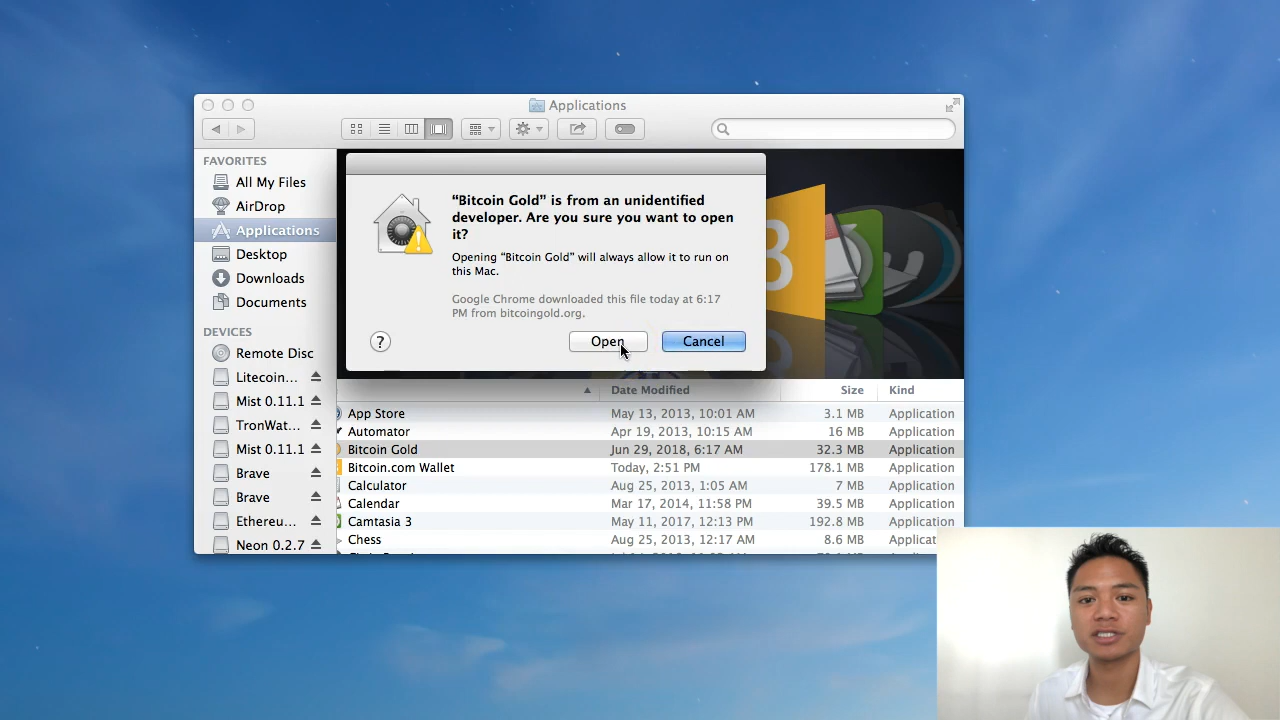 Applications
FAVORITES
All My Files
AirDrop
Applications
Desktop
Downloads
Documents
DEVICES
Remote Disc
Litecoin...
Mist 0.11.1
TronWat...
Mist 0.11.1
Brave
Brave
Ethereu...
Neon 0.2.7
“Bitcoin Gold” is from an unidentified
developer. Are you sure you want to open
it?
Opening “Bitcoin Gold” will always allow it to run on
this Mac.
Google Chrome downloaded this file today at 6:17
PM from bitcoingold.org.
?
Open
Cancel
Date Modified Size Kind
App Store May 13, 2013, 10:01 AM 3.1 MB Application
Automator Apr 19, 2013, 10:15 AM 16 MB Application
Bitcoin Gold Jun 29, 2018, 6:17 AM 32.3 MB Application
Bitcoin.com Wallet Today, 2:51 PM 178.1 MB Application
Calculator Aug 25, 2013, 1:05 AM 7 MB Application
Calendar Mar 17, 2014, 11:58 PM 39.5 MB Application
Camtasia 3 May 11, 2017, 12:13 PM 192.8 MB Application
Chess Aug 25, 2013, 12:17 AM 8.6 MB Applicat